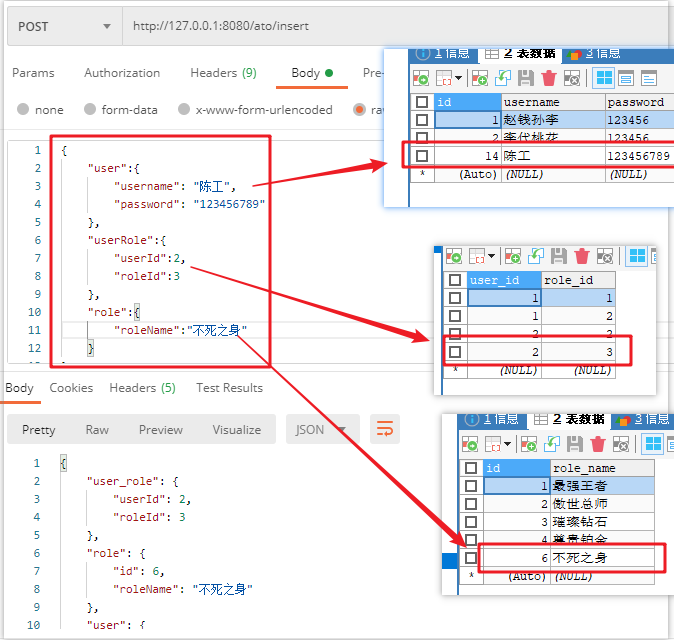 POST
http://127.0.0.1:8080/ato/insert
Params
Authorization
Headers (9)
Body
Pre-
none
form-data
x-www-form-urlencoded
1 {
2 "user":{
3 "username": "陈工",
4 "password": "123456789"
5 },
6 "userRole":{
7 "userId":2,
8 "roleId":3
9 },
10 "role":{
11 "roleName":"不死之身"
12 }
1 信息
2 表数据
3 信息
id username password
1 赵钱孙李 123456
2 李代桃花 123456
14 陈工 123456789
* (Auto) (NULL) (NULL)
user_id role_id
1 1
1 2
2 2
2 3
* (NULL) (NULL)
1 信息
2 表数据
3 信息
id role_name
1 最强王者
2 傲世总师
3 璀璨钻石
4 尊贵铂金
6 不死之身
* (Auto) (NULL)
Body
Cookies
Headers (5)
Test Results
Pretty
Raw
Preview
Visualize
JSON
1 {
2 "user_role": {
3 "userId": 2,
4 "roleId": 3
5 },
6 "role": {
7 "id": 6,
8 "roleName": "不死之身"
9 },
10 "user": {